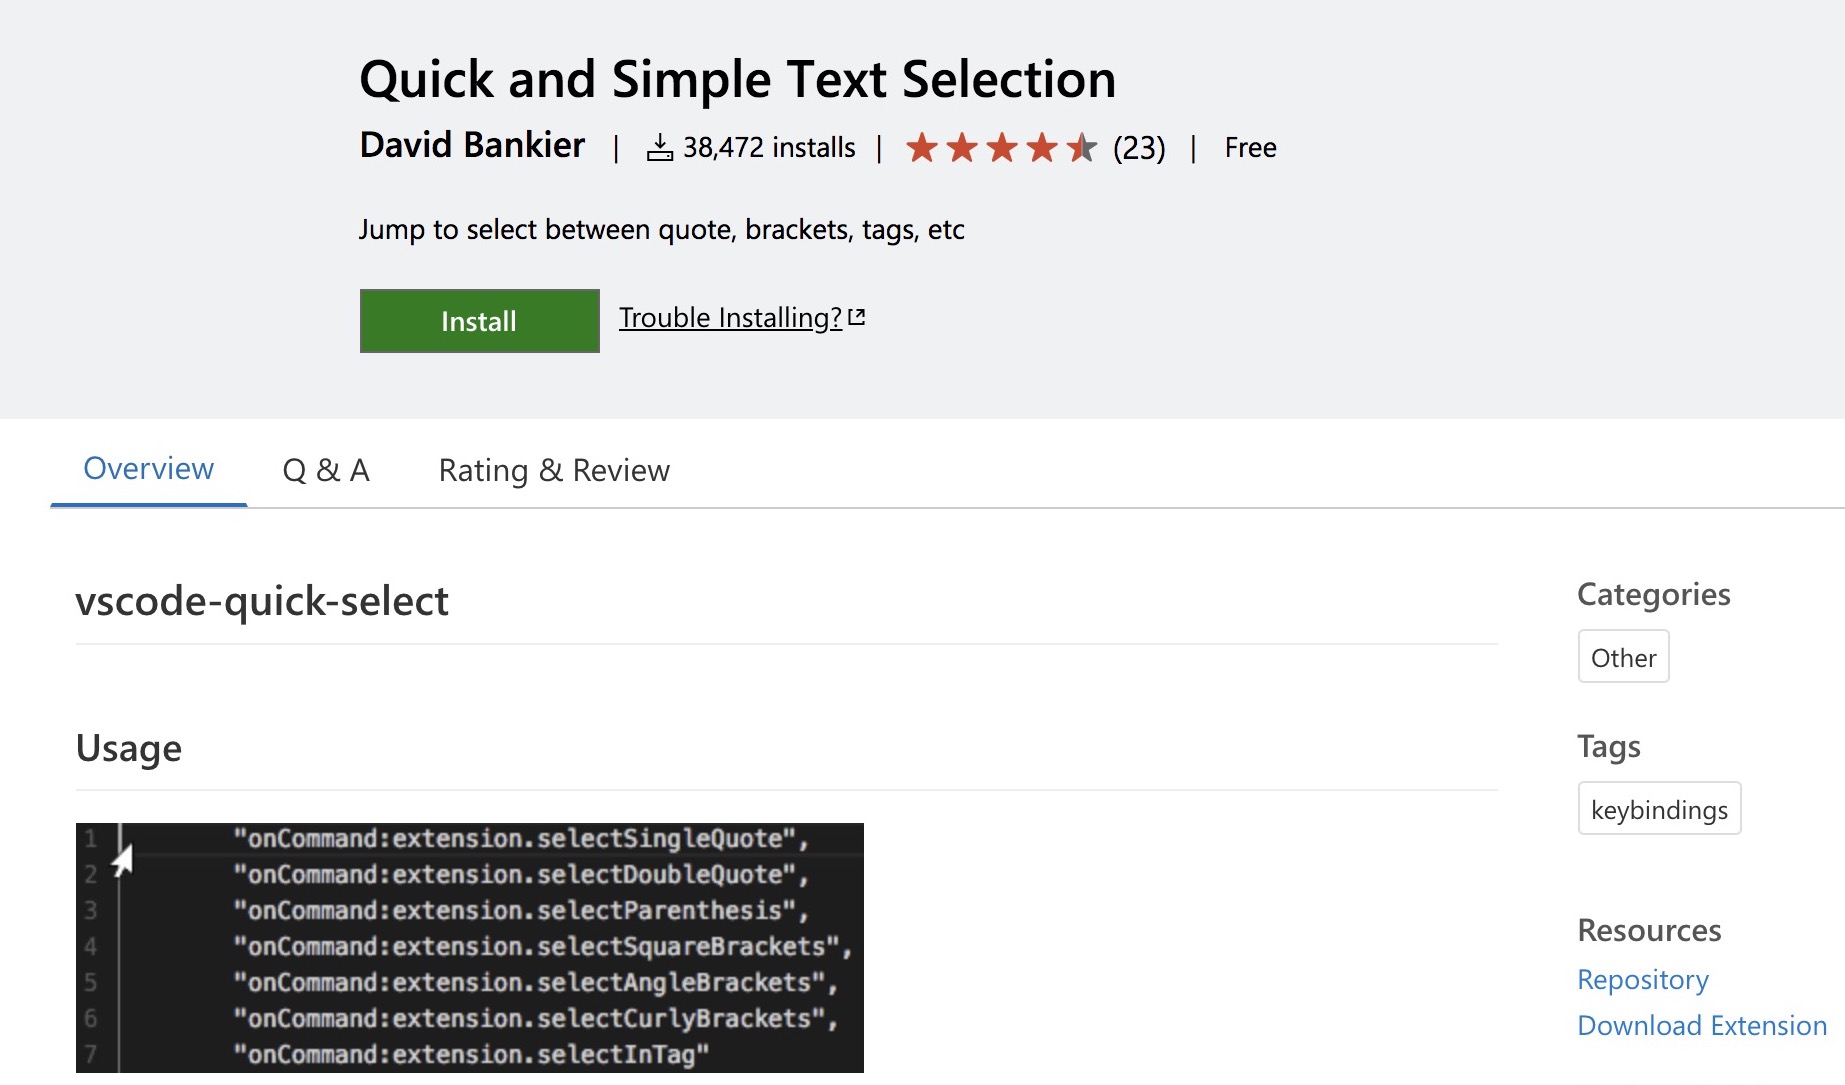 Quick and Simple Text Selection
David Bankier | 38,472 installs | (23) | Free
Jump to select between quote, brackets, tags, etc
Install Trouble Installing?
Overview Q & A Rating & Review
vscode-quick-select
Usage
1 "onCommand:extension.selectSingleQuote",
2 "onCommand:extension.selectDoubleQuote",
3 "onCommand:extension.selectParenthesis",
4 "onCommand:extension.selectSquareBrackets",
5 "onCommand:extension.selectAngleBrackets",
6 "onCommand:extension.selectCurlyBrackets",
7 "onCommand:extension.selectInTag"
Categories
Other
Tags
keybindings
Resources
Repository
Download Extension